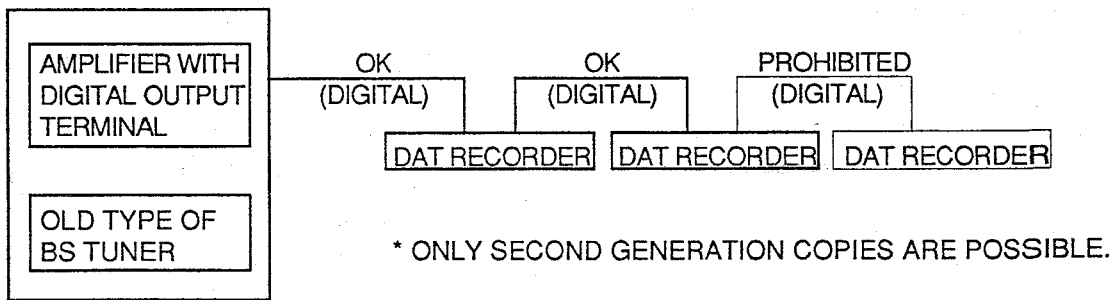 AMPLIFIER WITH
DIGITAL OUTPUT
TERMINAL
OLD TYPE OF
BS TUNER
OK
(DIGITAL)
OK
(DIGITAL)
PROHIBITED
(DIGITAL)
DAT RECORDER
DAT RECORDER
DAT RECORDER
* ONLY SECOND GENERATION COPIES ARE POSSIBLE.